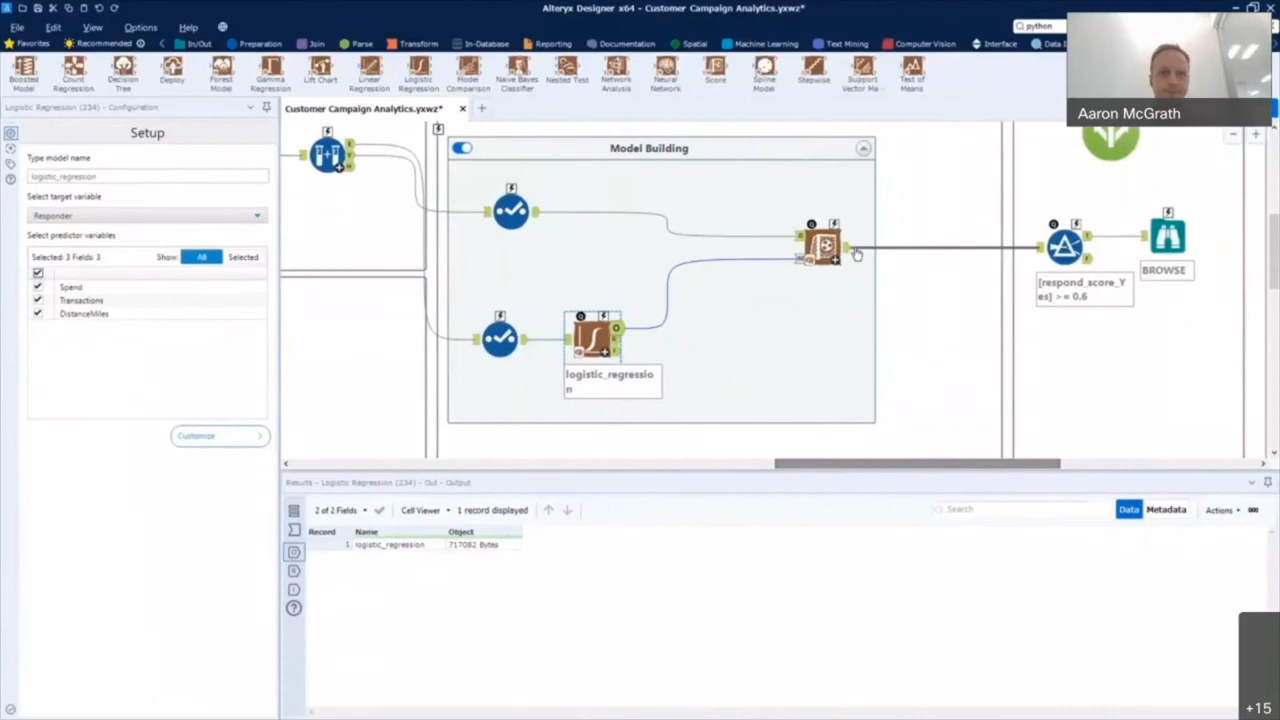 Alteryx Designer x64 - Customer Campaign Analytics.yxwz*
File Edit View Options Help
python
Favorites Recommended In/Out Preparation Join Parse Transform In-Database Reporting Documentation Spatial Machine Learning Text Mining Computer Vision Interface Data I
Boosted Model
Count Regression
Decision Tree
Deploy
Forest Model
Gamma Regression
Lift Chart
Linear Regression
Logistic Regression
Model Comparison
Naive Bayes Classifier
Nested Test
Network Analysis
Neural Network
Score
Spline Model
Stepwise
Support Vector Ma...
Test of Means
Aaron McGrath
Logistic Regression (234) - Configuration
Customer Campaign Analytics.yxwz*
Setup
Type model name
logistic_regression
Select target variable
Responder
Select predictor variables
Selected: 3 Fields: 3 Show: All Selected
Spend
Transactions
DistanceMiles
Customize
Model Building
logistic_regressio
n
[respond_score_Y
es] >= 0.6
BROWSE
Results - Logistic Regression (234) - Out - Output
2 of 2 Fields Cell Viewer 1 record displayed Search Data Metadata Actions
Record Name Object
1 logistic_regression 717082 Bytes
+15